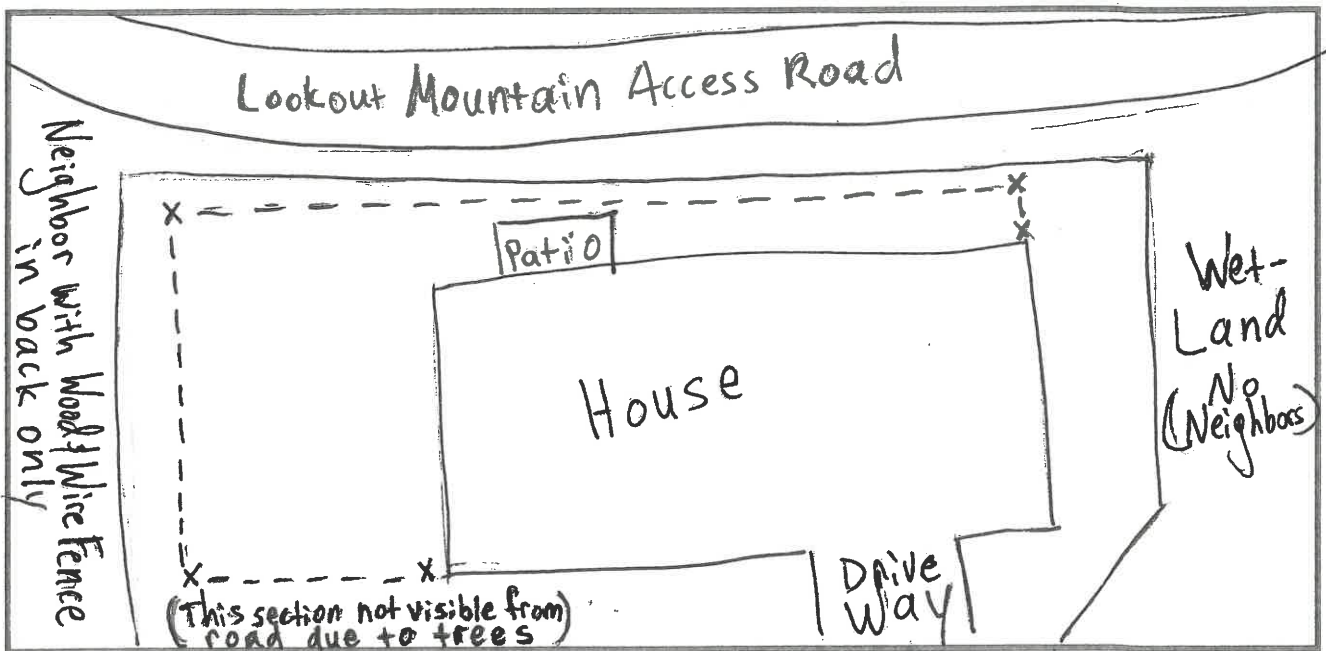 Lookout Mountain Access Road
Neighbor with Wood & Wire Fence
in back only
x
x
Patio
x
Wet-
Land
No
(Neighbors)
House
x
x
(This section not visible from
road due to trees)
Drive
Way